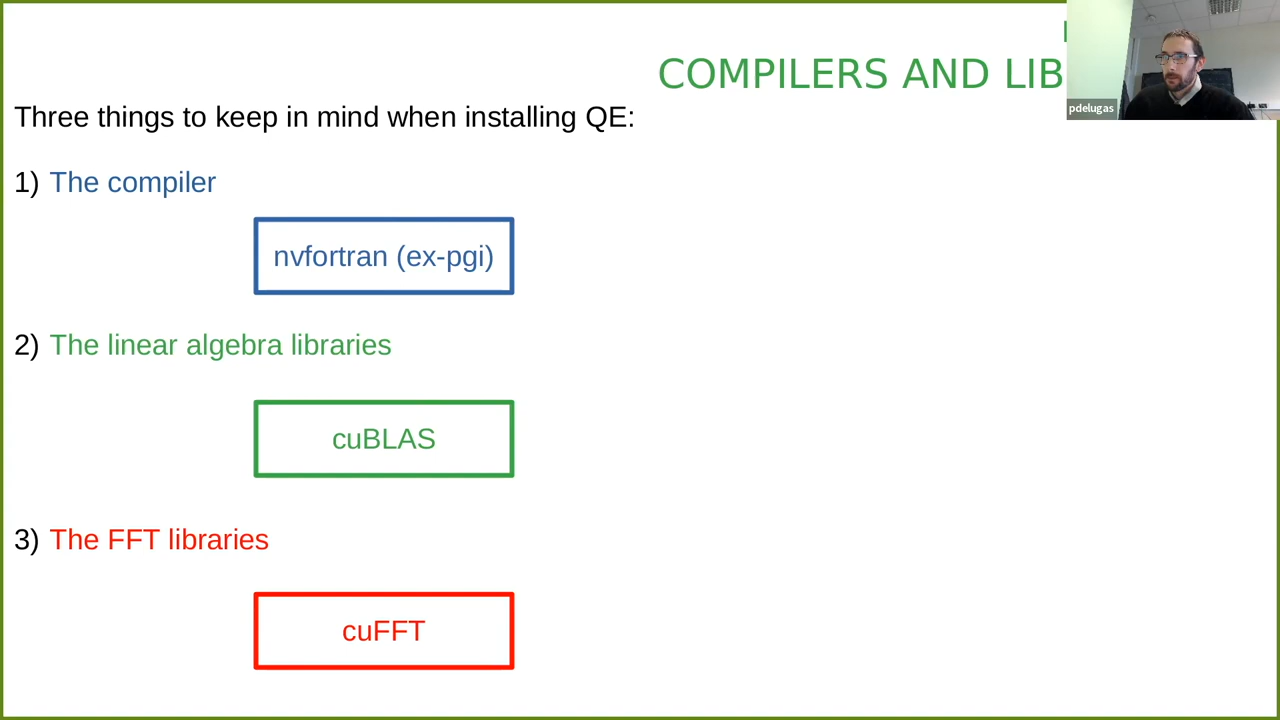 COMPILERS AND LIB
pdelugas
Three things to keep in mind when installing QE:
1) The compiler
nvfortran (ex-pgi)
2) The linear algebra libraries
cuBLAS
3) The FFT libraries
cuFFT